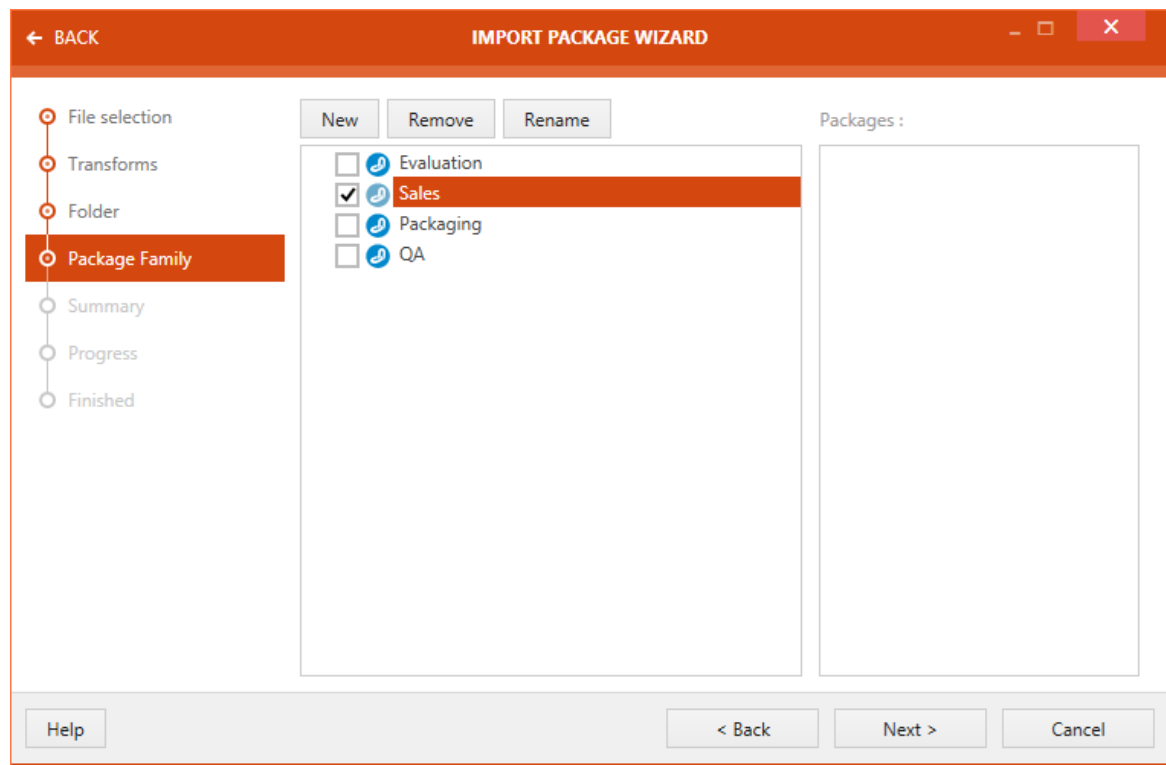 BACK
IMPORT PACKAGE WIZARD
File selection
Transforms
Folder
Package Family
Summary
Progress
Finished
New Remove Rename
Evaluation
Sales
Packaging
QA
Packages :
Help < Back Next > Cancel